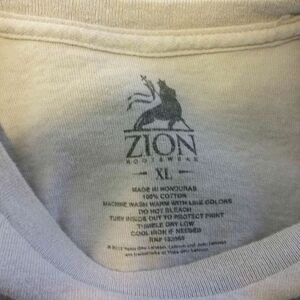 ZION
ROOTSWEAR
XL
MADE IN HONDURAS
100% COTTON
MACHINE WASH WARM WITH LIKE COLORS
DO NOT BLEACH
TURN INSIDE OUT TO PROTECT PRINT
TUMBLE DRY LOW
COOL IRON IF NEEDED